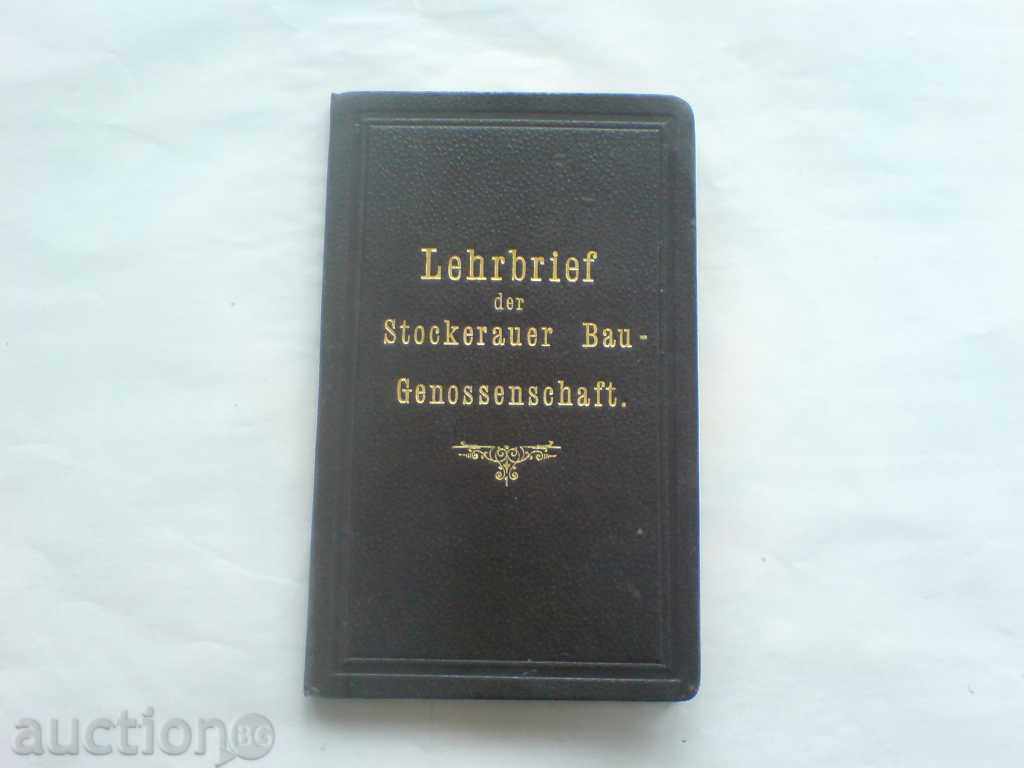 Lehrbrief
der
Stockerauer Bau-
Genossenschaft.
auction BG